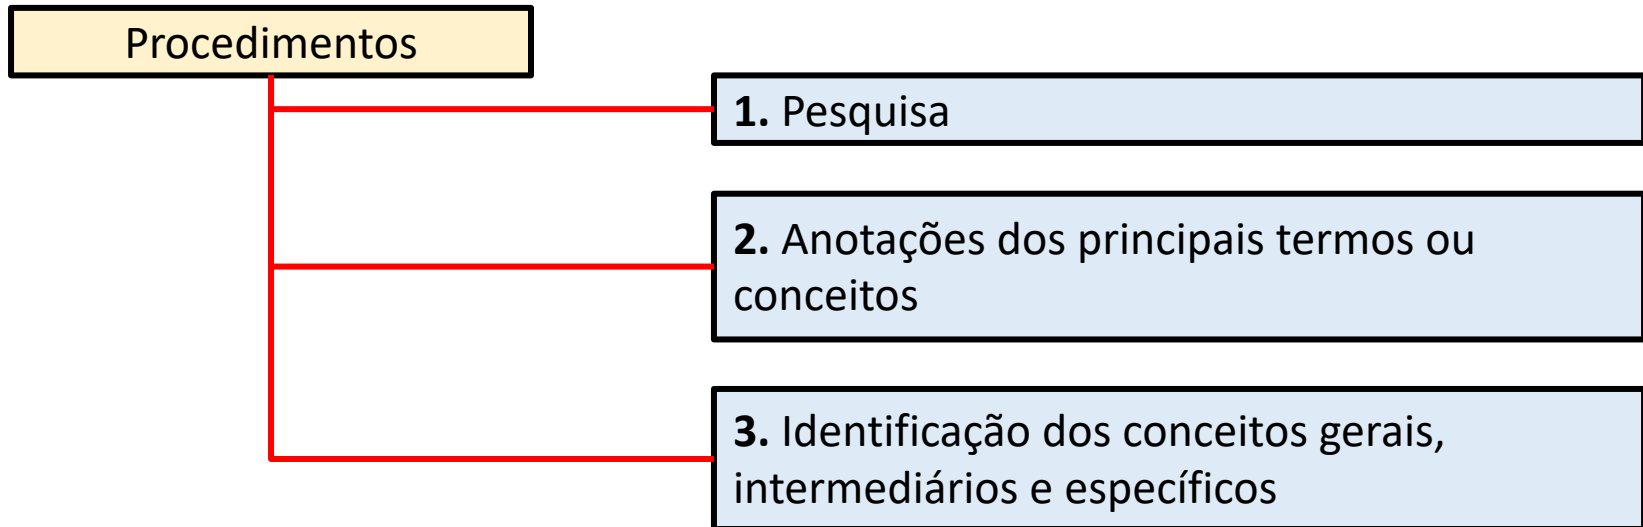 Procedimentos
1. Pesquisa
2. Anotações dos principais termos ou
conceitos
3. Identificação dos conceitos gerais,
intermediários e específicos